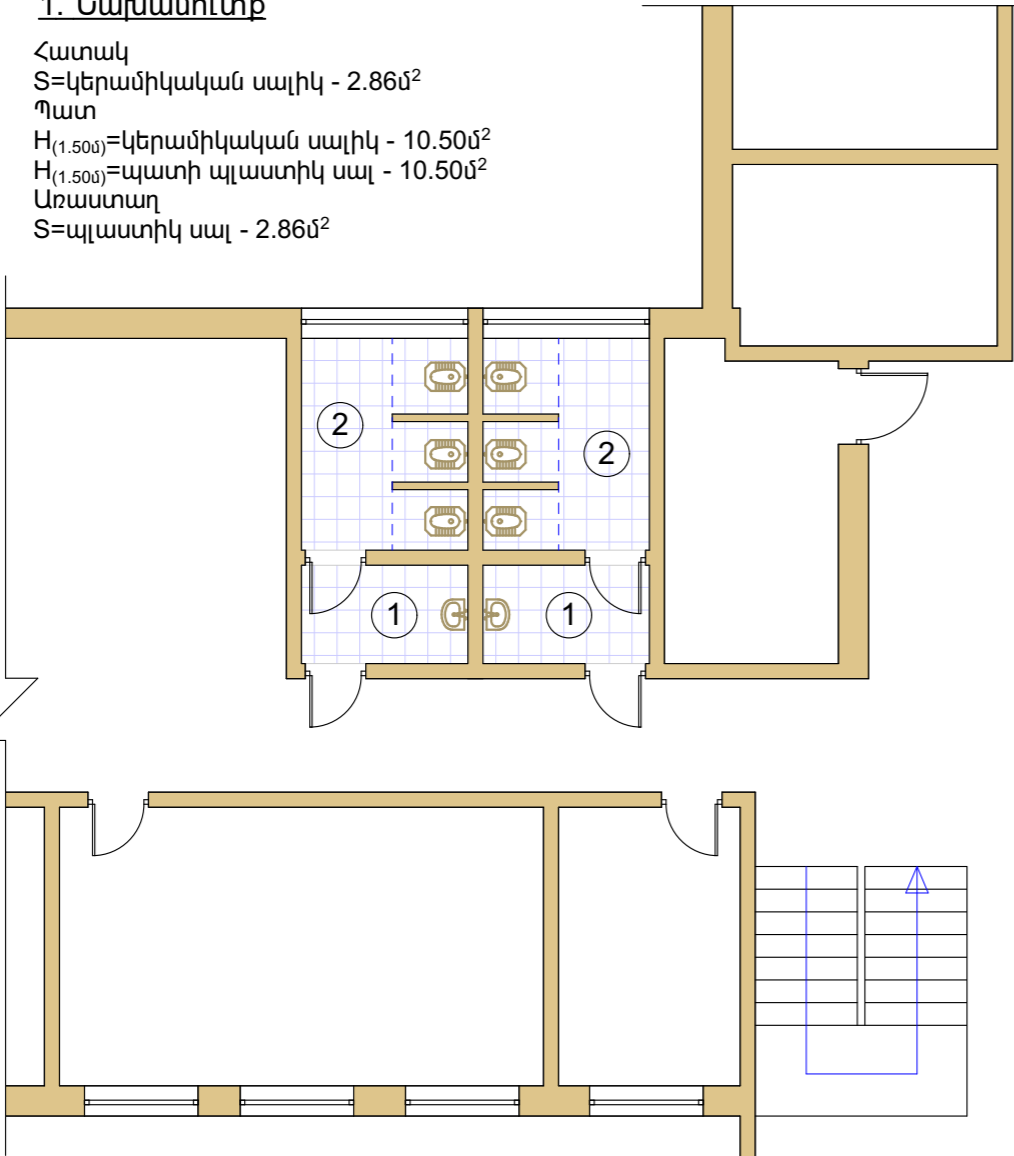 1. Նախամուտք
Հատակ
S=կերամիկական սալիկ - 2.86մ²
Պատ
H(1.50մ)=կերամիկական սալիկ - 10.50մ²
H(1.50մ)=պատի պլաստիկ սալ - 10.50մ²
Առաստաղ
S=պլաստիկ սալ - 2.86մ²
2
2
1
1